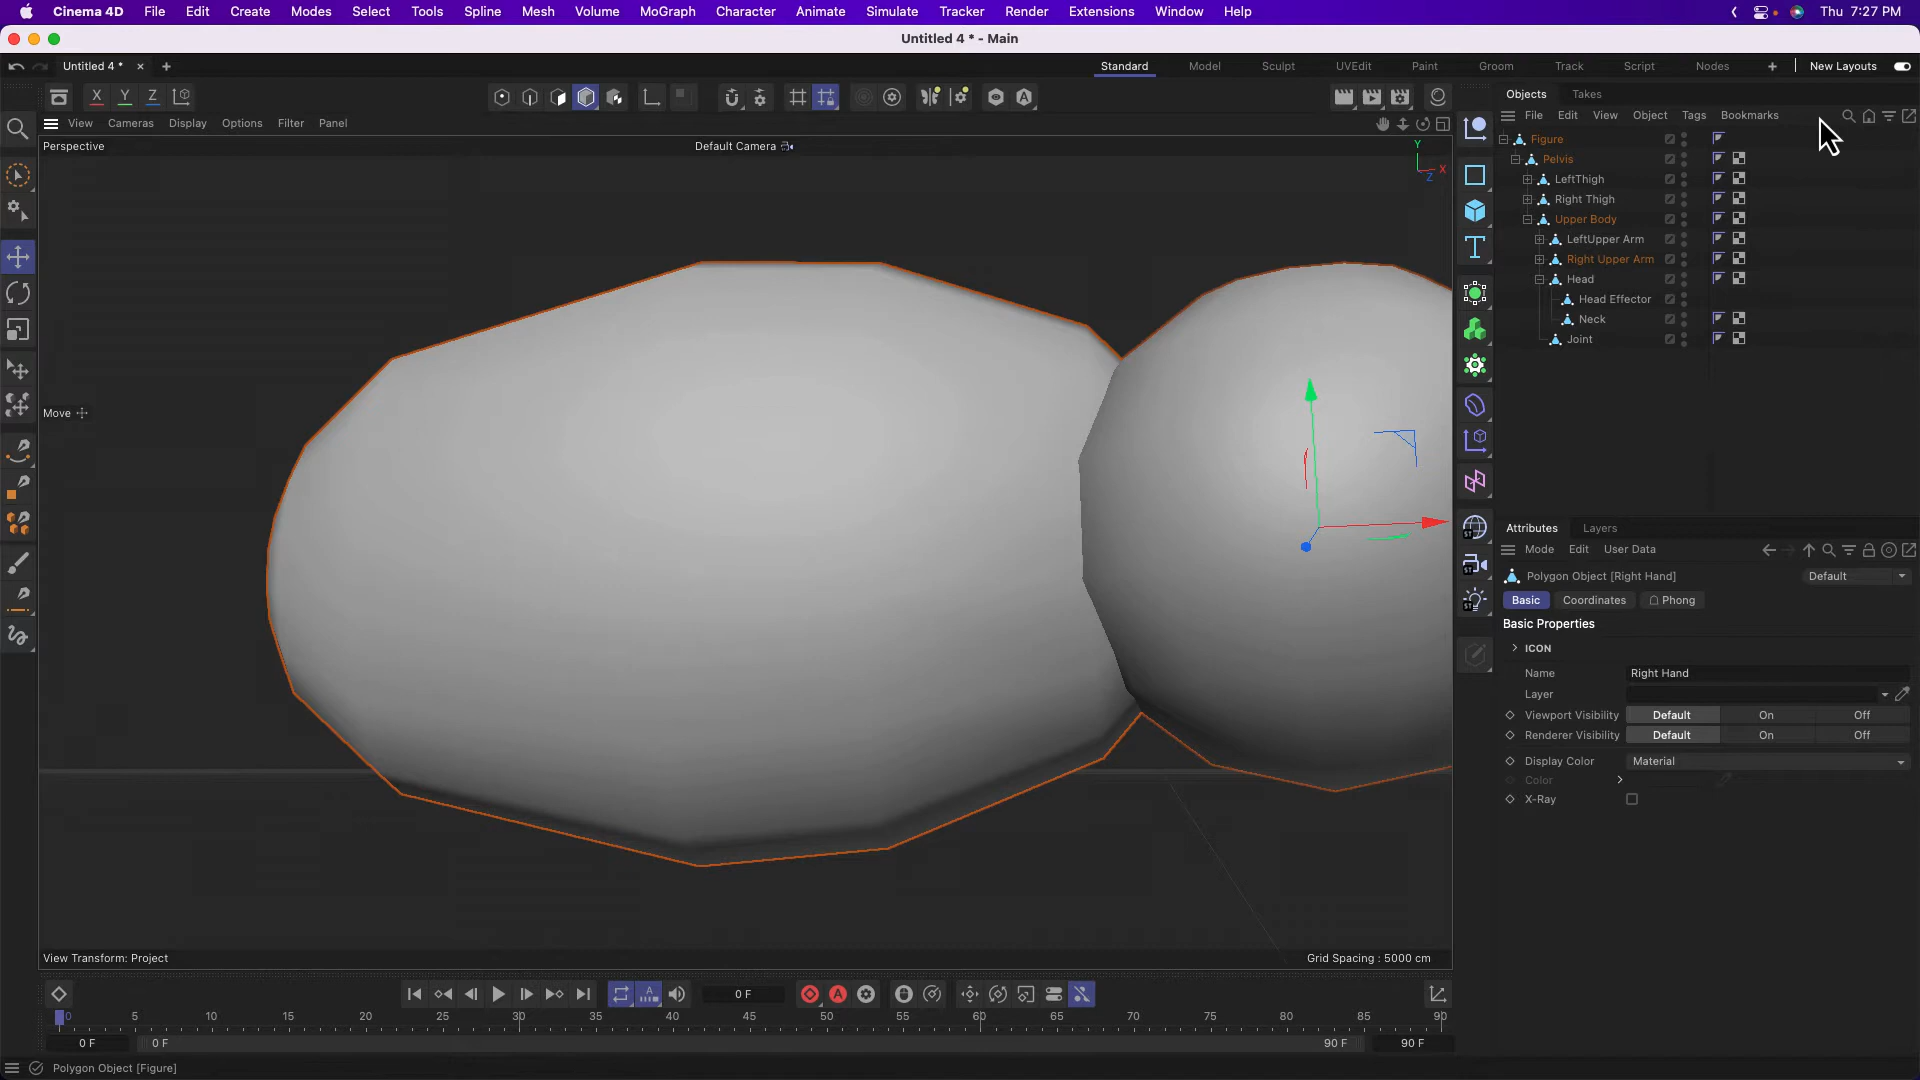 Cinema 4D File Edit Create Modes Select Tools Spline Mesh Volume MoGraph Character Animate Simulate Tracker Render Extensions Window Help Thu 7:27 PM
Untitled 4 * - Main
Untitled 4 * Standard Model Sculpt UVEdit Paint Groom Track Script Nodes New Layouts
X Y Z
Objects Takes
File Edit View Object Tags Bookmarks
View Cameras Display Options Filter Panel
Perspective Default Camera
Y
X
Z
Figure
Pelvis
LeftThigh
Right Thigh
Upper Body
LeftUpper Arm
Right Upper Arm
Head
Head Effector
Neck
Joint
Move
Attributes Layers
Mode Edit User Data
Polygon Object [Right Hand] Default
Basic Coordinates Phong
Basic Properties
ICON
Name Right Hand
Layer
Viewport Visibility Default On Off
Renderer Visibility Default On Off
Display Color Material
Color
X-Ray
View Transform: Project Grid Spacing : 5000 cm
0 F
0 5 10 15 20 25 30 35 40 45 50 55 60 65 70 75 80 85 90
0 F 0 F 90 F 90 F
Polygon Object [Figure]